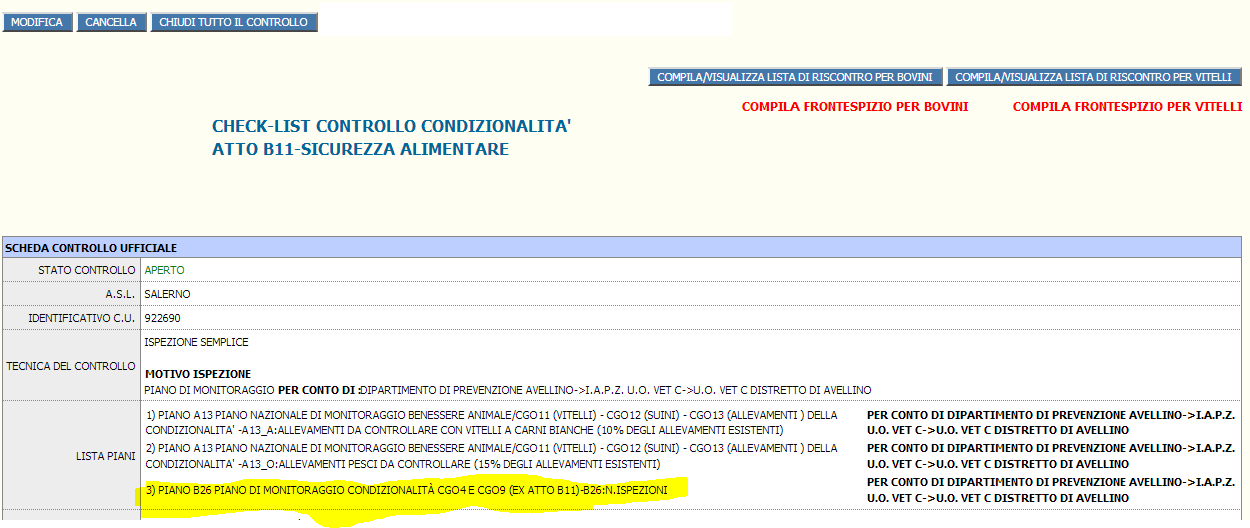 MODIFICA CANCELLA CHIUDI TUTTO IL CONTROLLO
COMPILA/VISUALIZZA LISTA DI RISCONTRO PER BOVINI COMPILA/VISUALIZZA LISTA DI RISCONTRO PER VITELLI
COMPILA FRONTESPIZIO PER BOVINI COMPILA FRONTESPIZIO PER VITELLI
CHECK-LIST CONTROLLO CONDIZIONALITA'
ATTO B11-SICUREZZA ALIMENTARE
SCHEDA CONTROLLO UFFICIALE
STATO CONTROLLO APERTO
A.S.L. SALERNO
IDENTIFICATIVO C.U. 922690
TECNICA DEL CONTROLLO
ISPEZIONE SEMPLICE
MOTIVO ISPEZIONE
PIANO DI MONITORAGGIO PER CONTO DI :DIPARTIMENTO DI PREVENZIONE AVELLINO->I.A.P.Z. U.O. VET C->U.O. VET C DISTRETTO DI AVELLINO
LISTA PIANI
1) PIANO A13 PIANO NAZIONALE DI MONITORAGGIO BENESSERE ANIMALE/CGO11 (VITELLI) - CGO12 (SUINI) - CGO13 (ALLEVAMENTI ) DELLA
CONDIZIONALITA' -A13_A:ALLEVAMENTI DA CONTROLLARE CON VITELLI A CARNI BIANCHE (10% DEGLI ALLEVAMENTI ESISTENTI)
PER CONTO DI DIPARTIMENTO DI PREVENZIONE AVELLINO->I.A.P.Z.
U.O. VET C->U.O. VET C DISTRETTO DI AVELLINO
2) PIANO A13 PIANO NAZIONALE DI MONITORAGGIO BENESSERE ANIMALE/CGO11 (VITELLI) - CGO12 (SUINI) - CGO13 (ALLEVAMENTI ) DELLA
CONDIZIONALITA' -A13_O:ALLEVAMENTI PESCI DA CONTROLLARE (15% DEGLI ALLEVAMENTI ESISTENTI)
PER CONTO DI DIPARTIMENTO DI PREVENZIONE AVELLINO->I.A.P.Z.
U.O. VET C->U.O. VET C DISTRETTO DI AVELLINO
3) PIANO B26 PIANO DI MONITORAGGIO CONDIZIONALITÀ CGO4 E CGO9 (EX ATTO B11)-B26:N.ISPEZIONI
PER CONTO DI DIPARTIMENTO DI PREVENZIONE AVELLINO->I.A.P.Z.
U.O. VET C->U.O. VET C DISTRETTO DI AVELLINO